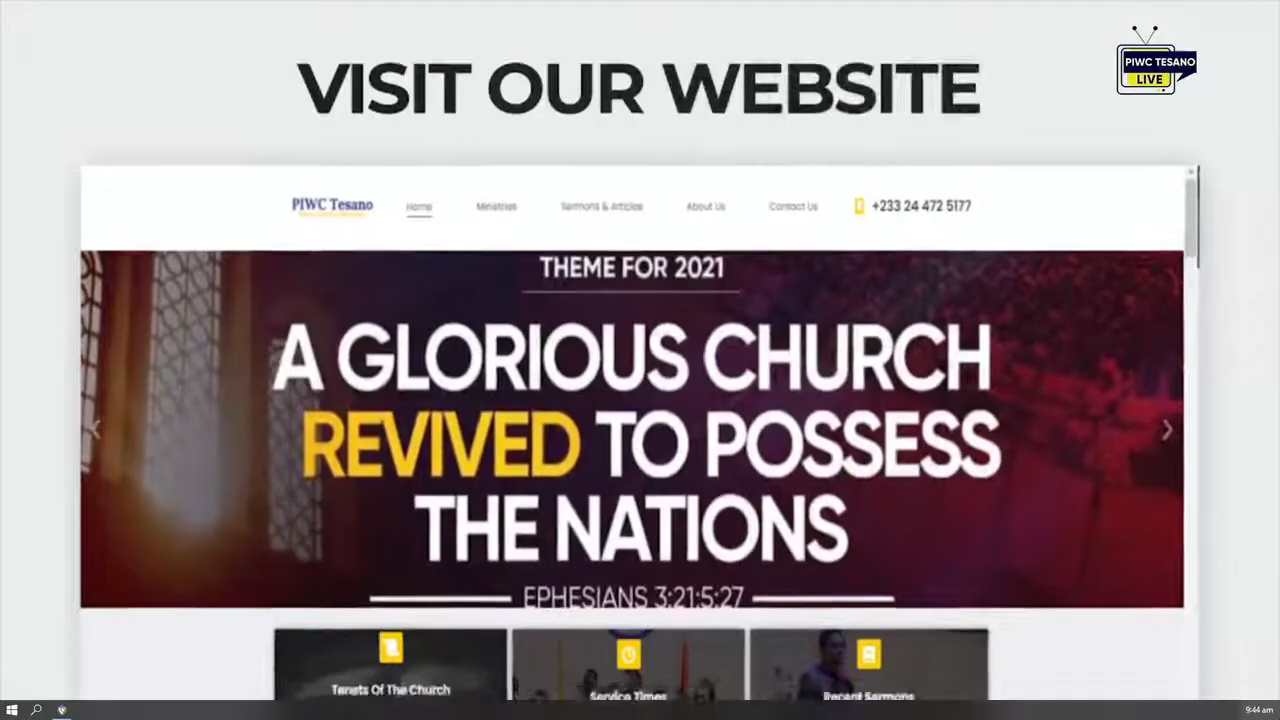 VISIT OUR WEBSITE
PIWC TESANO
LIVE
PIWC Tesano
Home
Ministries
Sermons & Articles
About Us
Contact Us
+233 24 472 5177
THEME FOR 2021
A GLORIOUS CHURCH
REVIVED TO POSSESS
THE NATIONS
EPHESIANS 3:21:5:27
Tenets Of The Church
Service Times
Recent Sermons
9:44 am